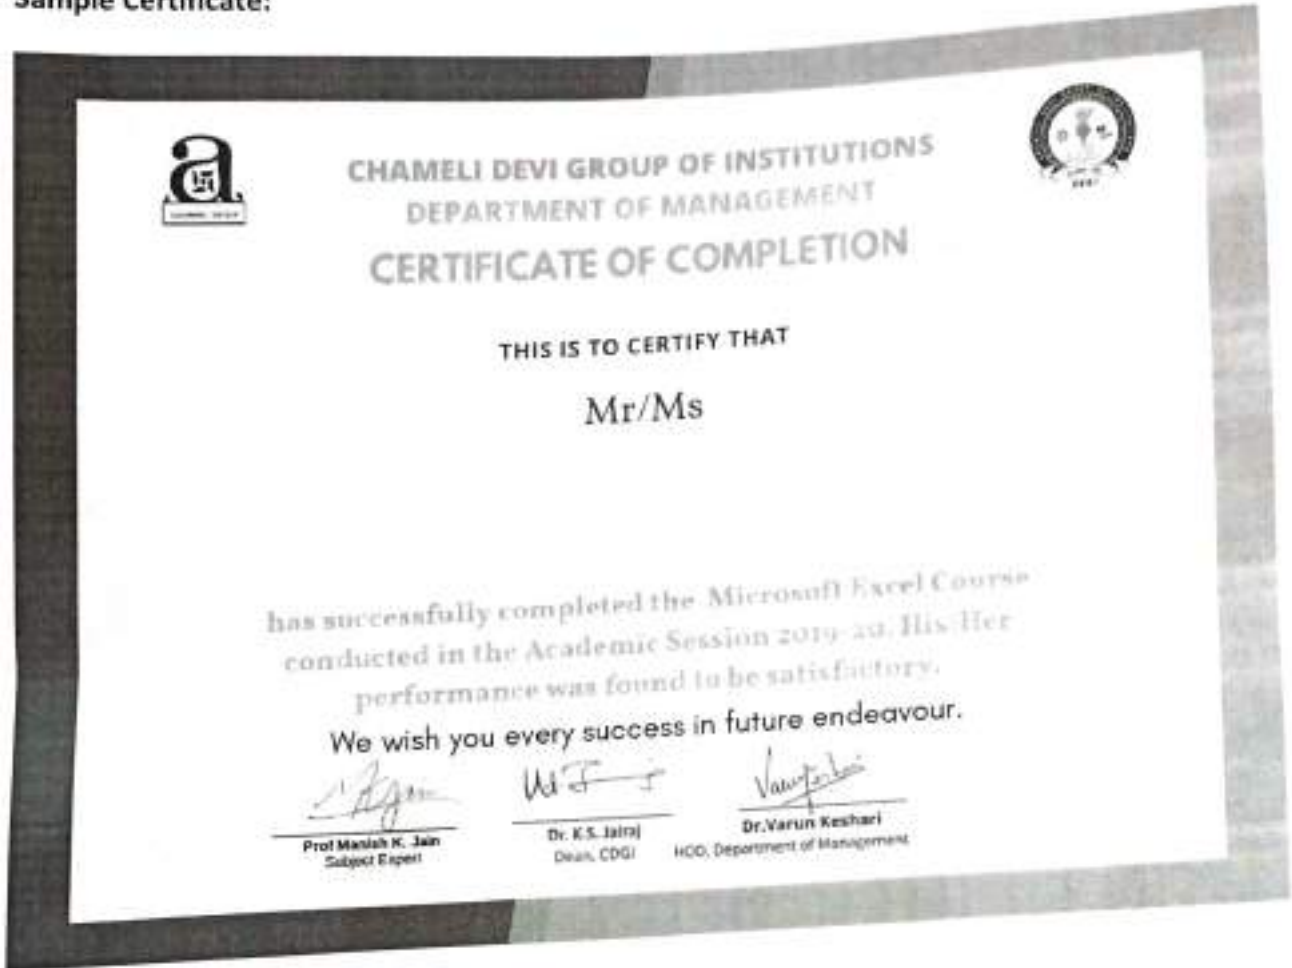 Sample Certificate:
a
CHAMELI DEVI GROUP OF INSTITUTIONS
DEPARTMENT OF MANAGEMENT
CERTIFICATE OF COMPLETION
THIS IS TO CERTIFY THAT
Mr/Ms
has successfully completed the Microsoft Excel Course
conducted in the Academic Session 2019-20. His/Her
performance was found to be satisfactory.
We wish you every success in future endeavour.
Prof Manish K. Jain
Subject Expert
Dr. K.S. Jairaj
Dean, CDGI
Dr.Varun Keshari
HOD, Department of Management